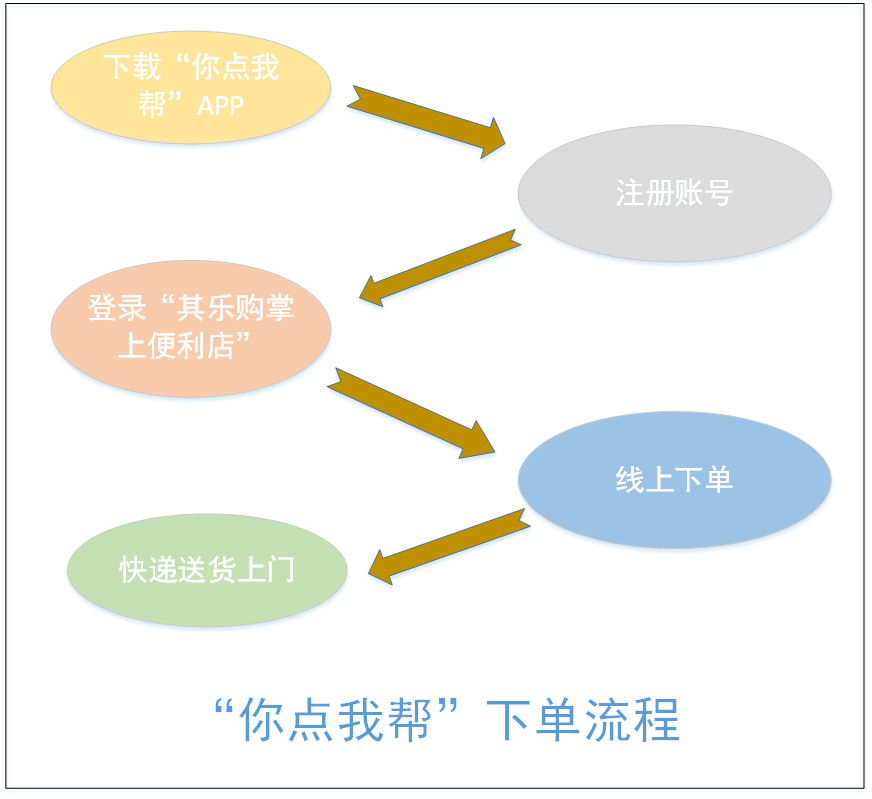 下载“你点我
帮”APP
注册账号
登录“其乐购掌
上便利店”
线上下单
快递送货上门
“你点我帮”下单流程